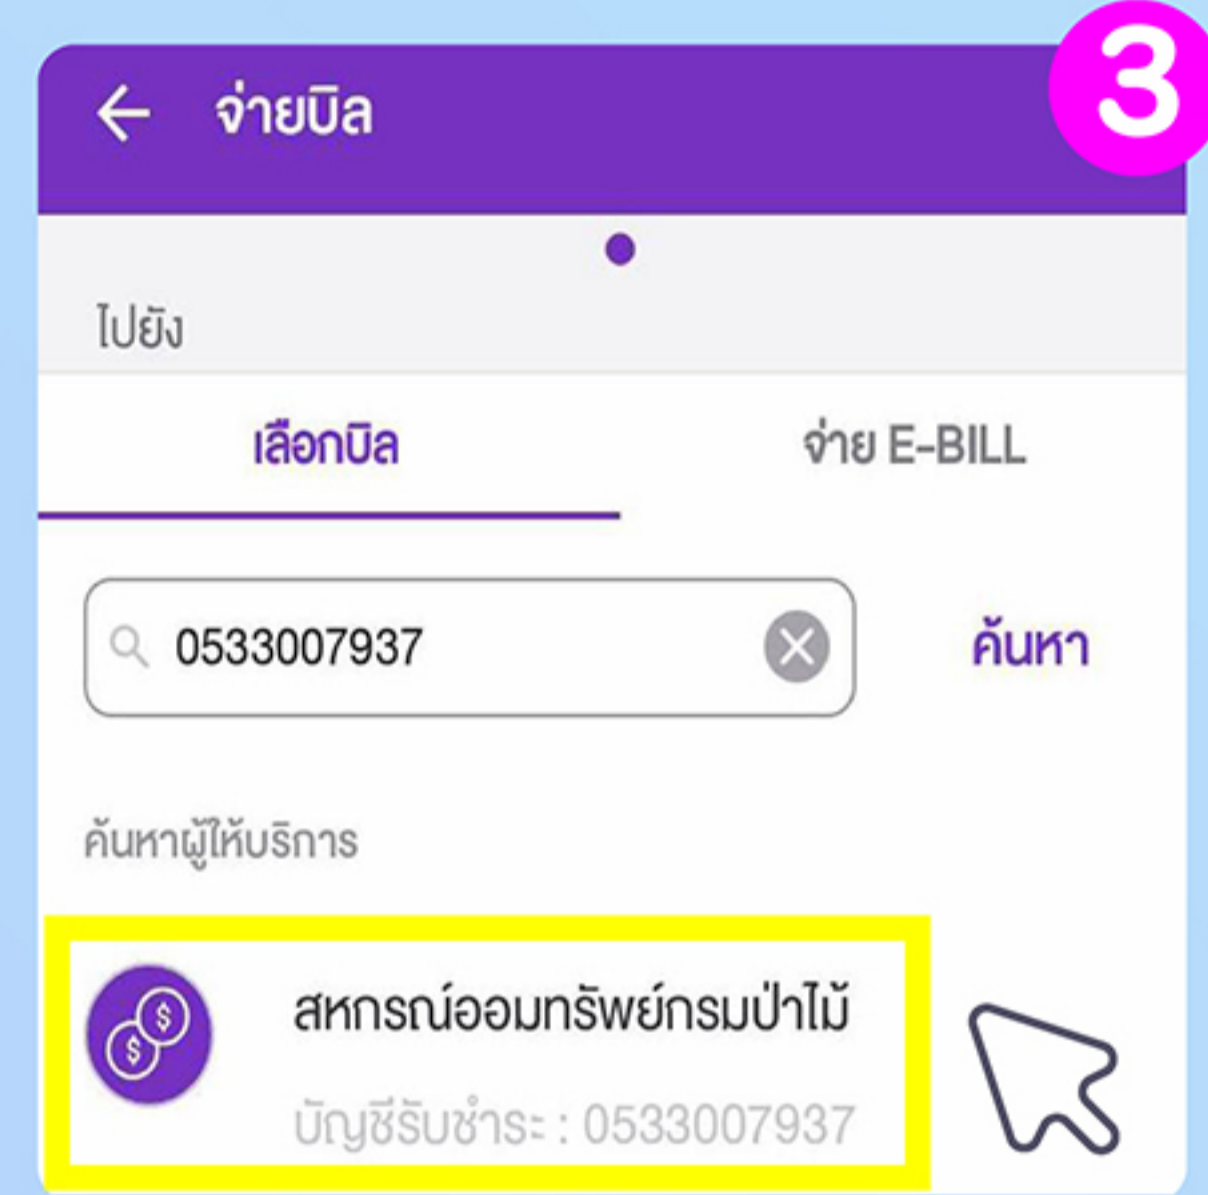 3
จ่ายบิล
ไปยัง
เลือกบิล
จ่าย E-BILL
0533007937
ค้นหา
ค้นหาผู้ให้บริการ
$
$
สหกรณ์ออมทรัพย์กรมป่าไม้
บัญชีรับชำระ : 0533007937